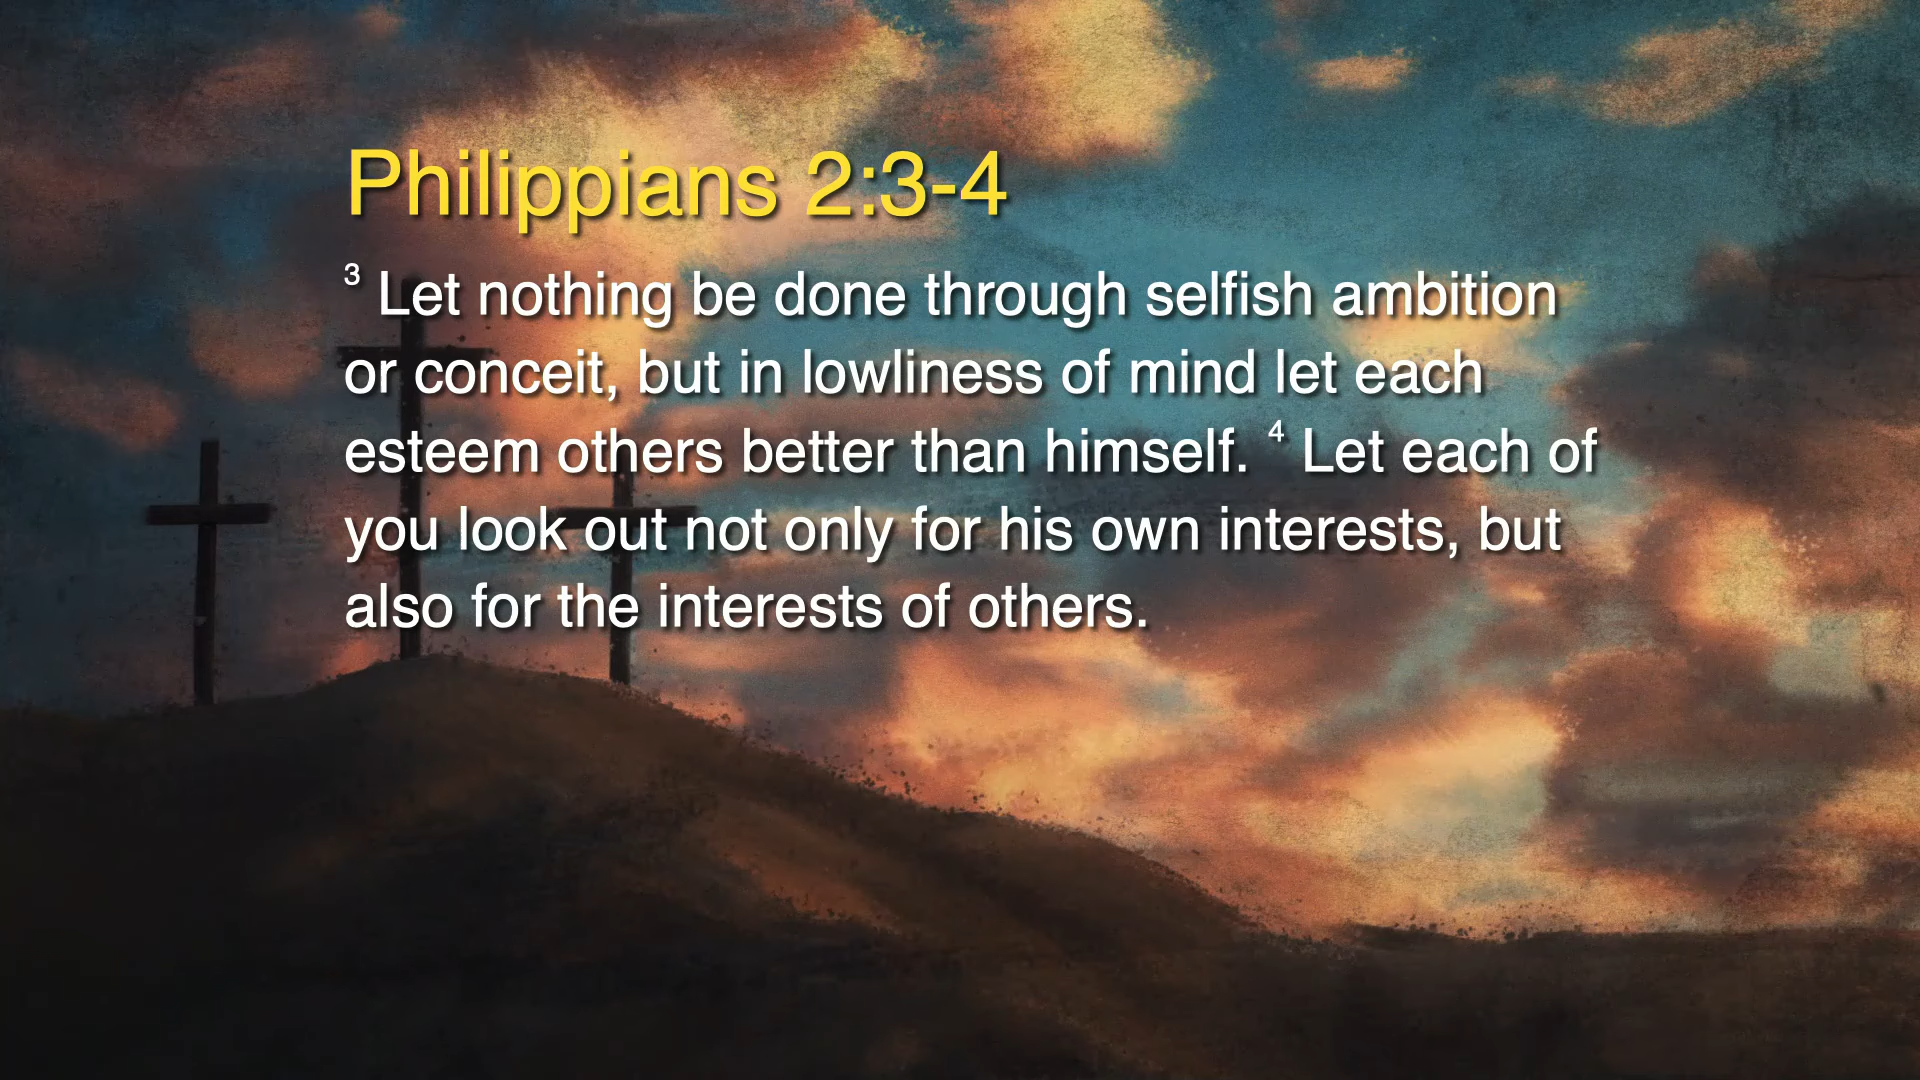 Philippians 2:3-4
3 Let nothing be done through selfish ambition
or conceit, but in lowliness of mind let each
esteem others better than himself. 4 Let each of
you look out not only for his own interests, but
also for the interests of others.